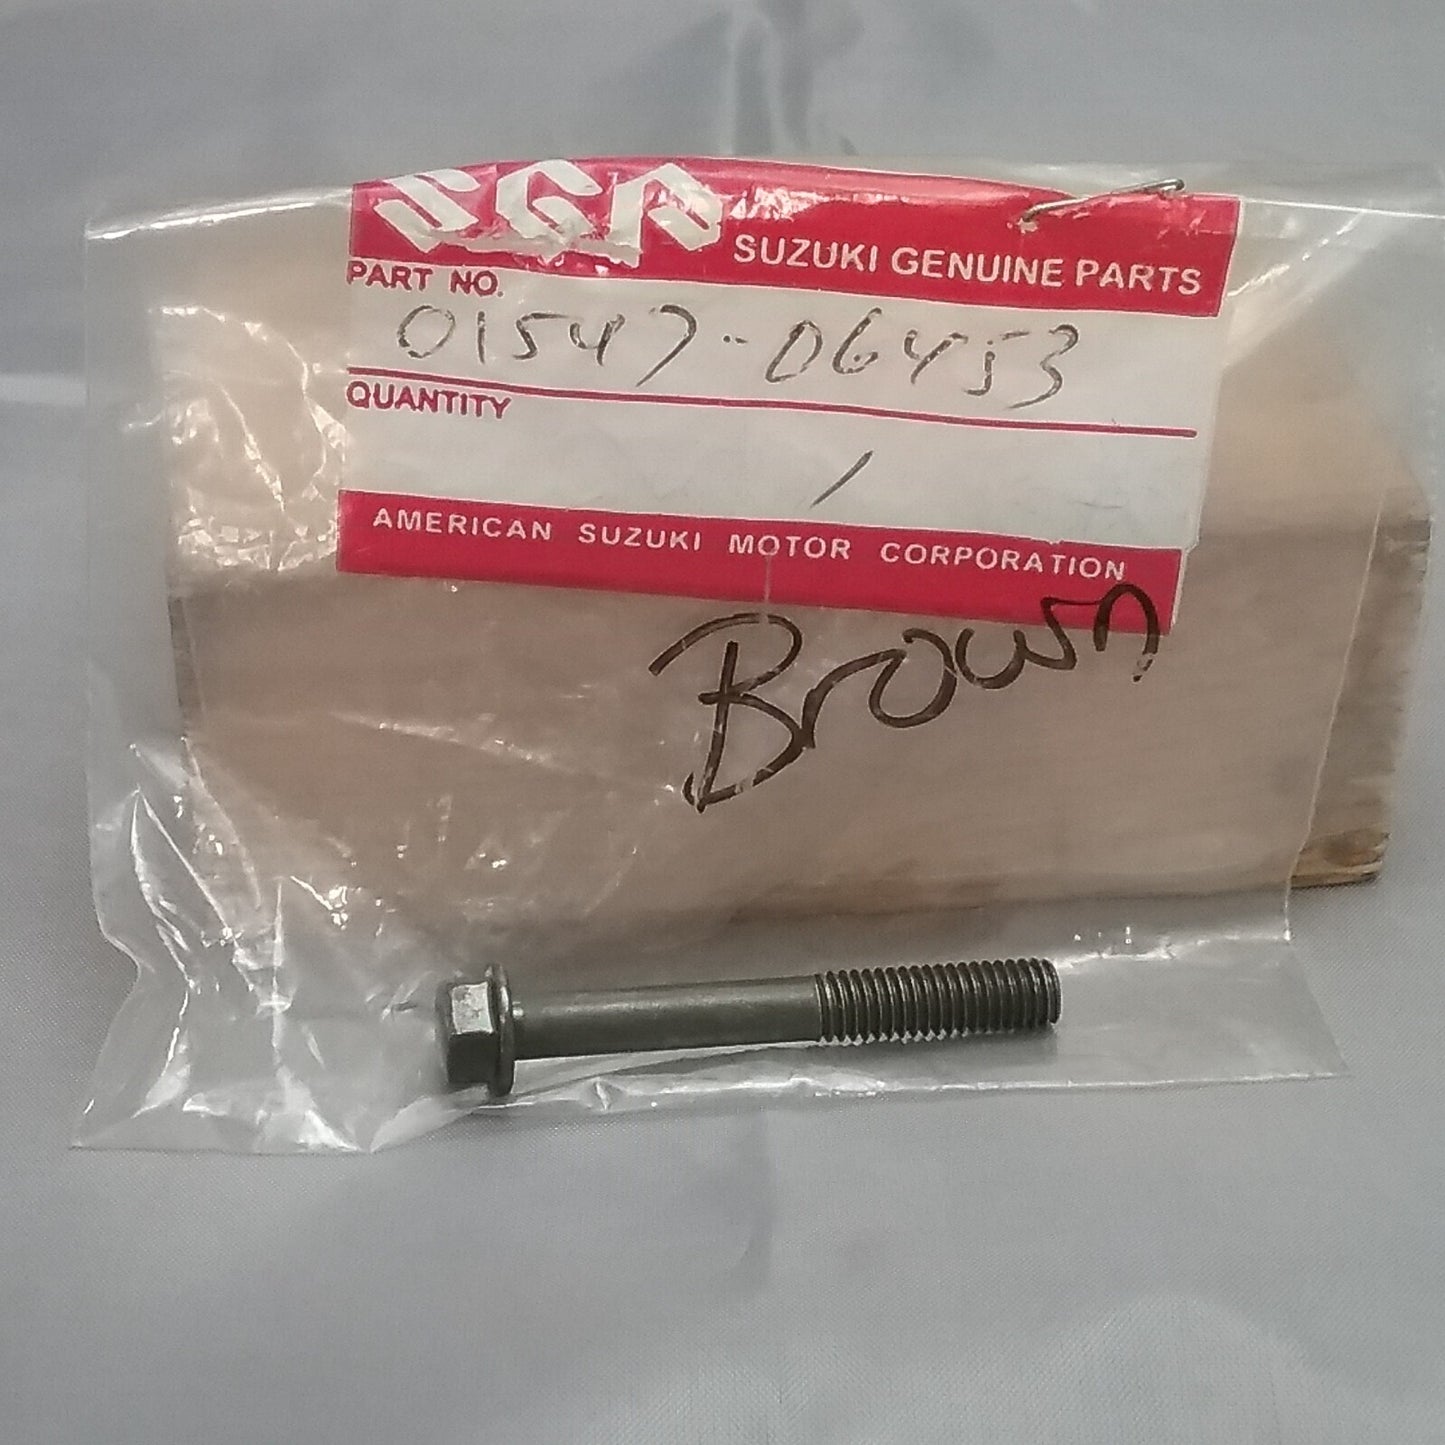 SGP SUZUKI GENUINE PARTS
PART NO.
01547-06453
QUANTITY
1
AMERICAN SUZUKI MOTOR CORPORATION
Brown